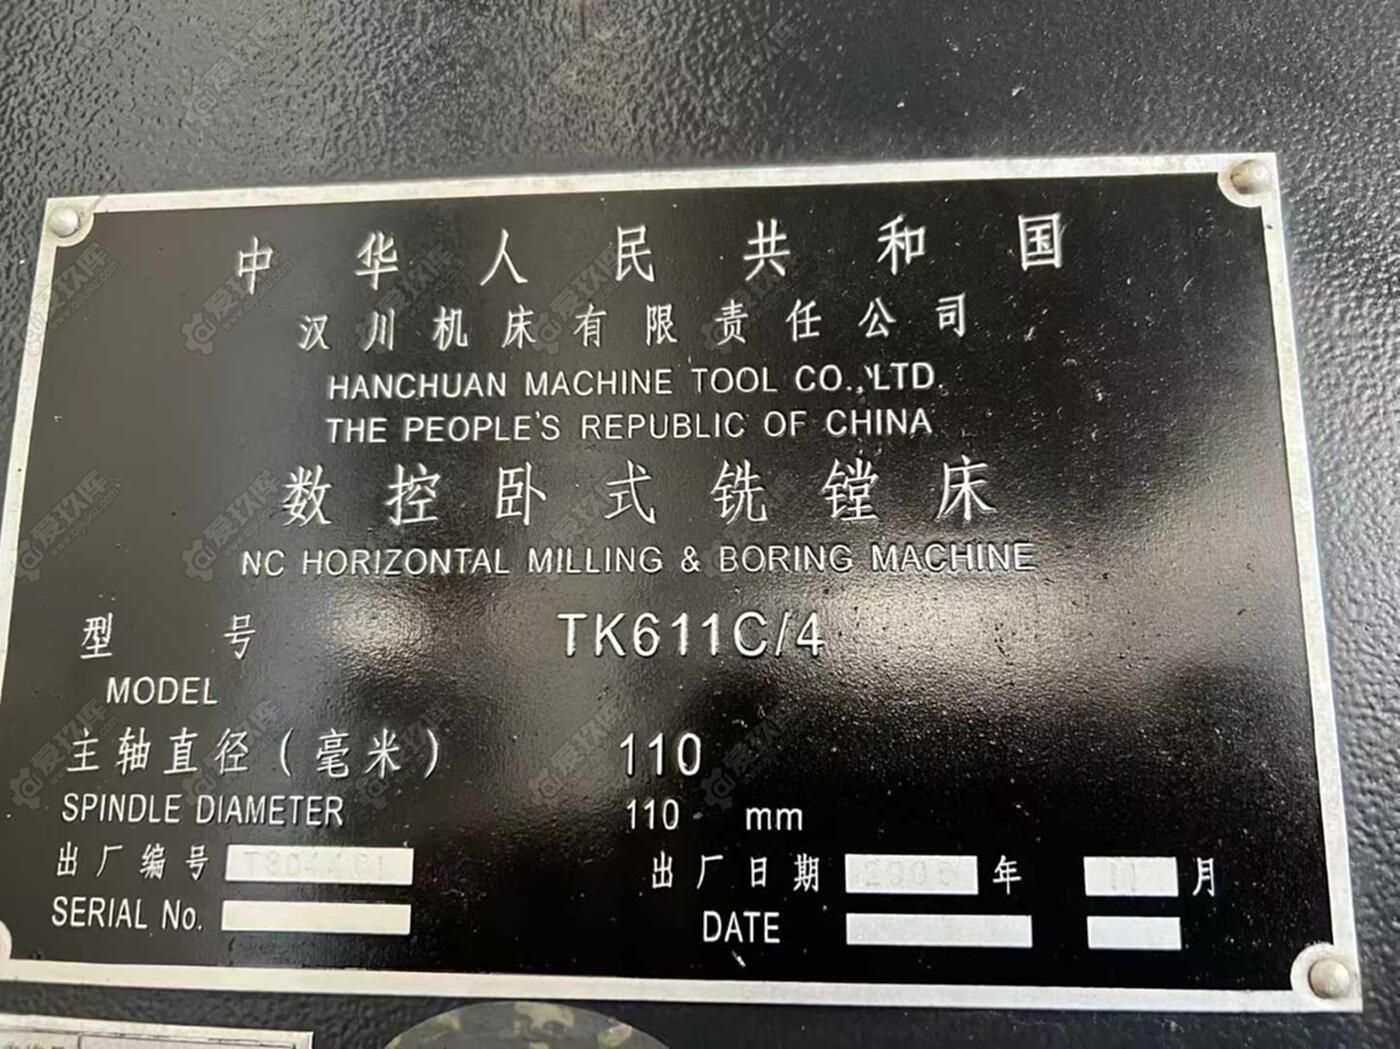 中华人民共和国
汉川机床有限责任公司
HANCHUAN MACHINE TOOL CO.,LTD.
THE PEOPLE'S REPUBLIC OF CHINA
数控卧式铣镗床
NC HORIZONTAL MILLING & BORING MACHINE
型号 TK611C/4
MODEL
主轴直径(毫米) 110
SPINDLE DIAMETER 110 mm
出厂编号 出厂日期 2006 年 11 月
SERIAL No. DATE